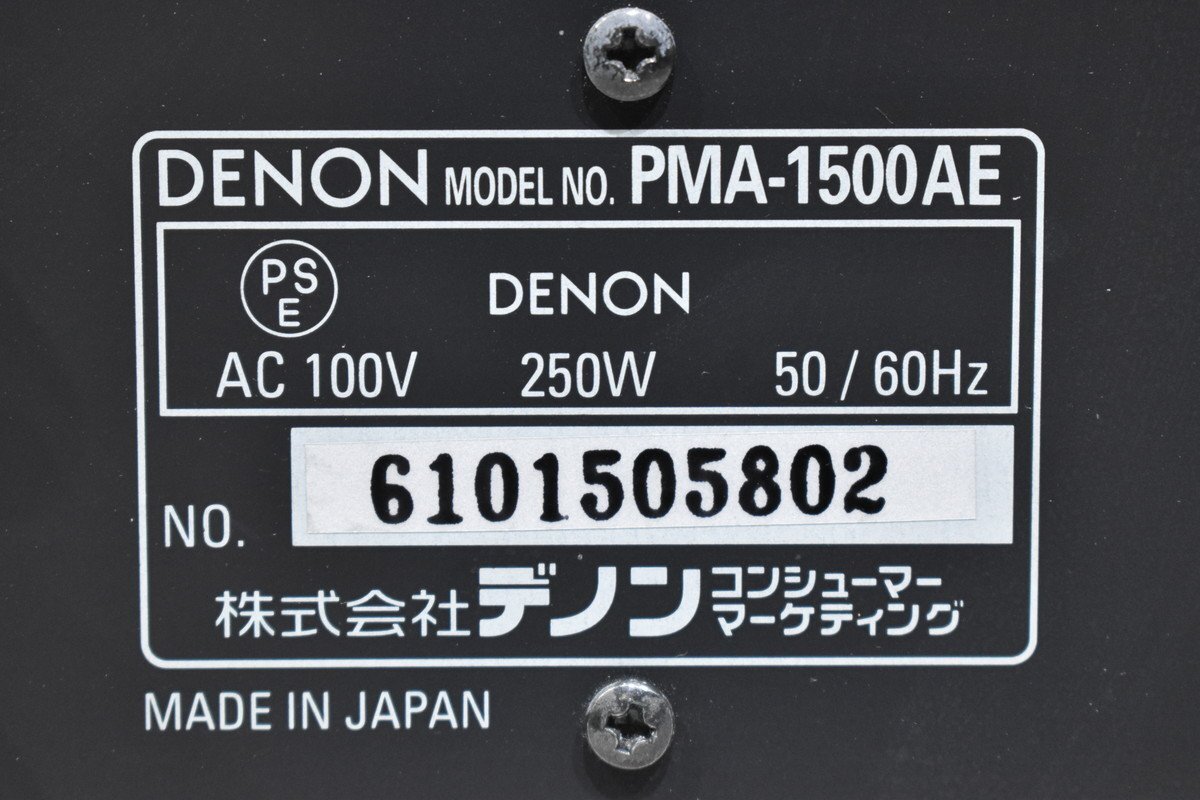 DENON MODEL NO. PMA-1500AE
PS
E
DENON
AC 100V 250W 50 / 60Hz
NO. 6101505802
株式会社デノン コンシューマー
マーケティング
MADE IN JAPAN